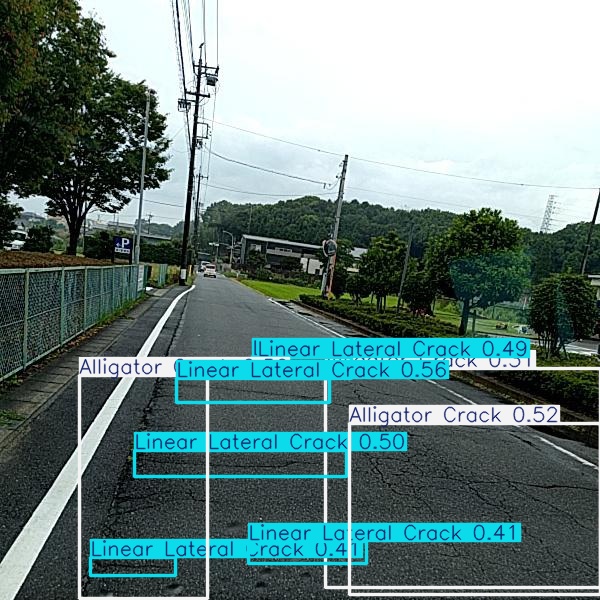 P
Linear Lateral Crack 0.49
Alligator
Linear Lateral Crack 0.56
Alligator Crack 0.52
Linear Lateral Crack 0.50
Linear Lateral Crack 0.41
Linear Lateral Crack 0.41